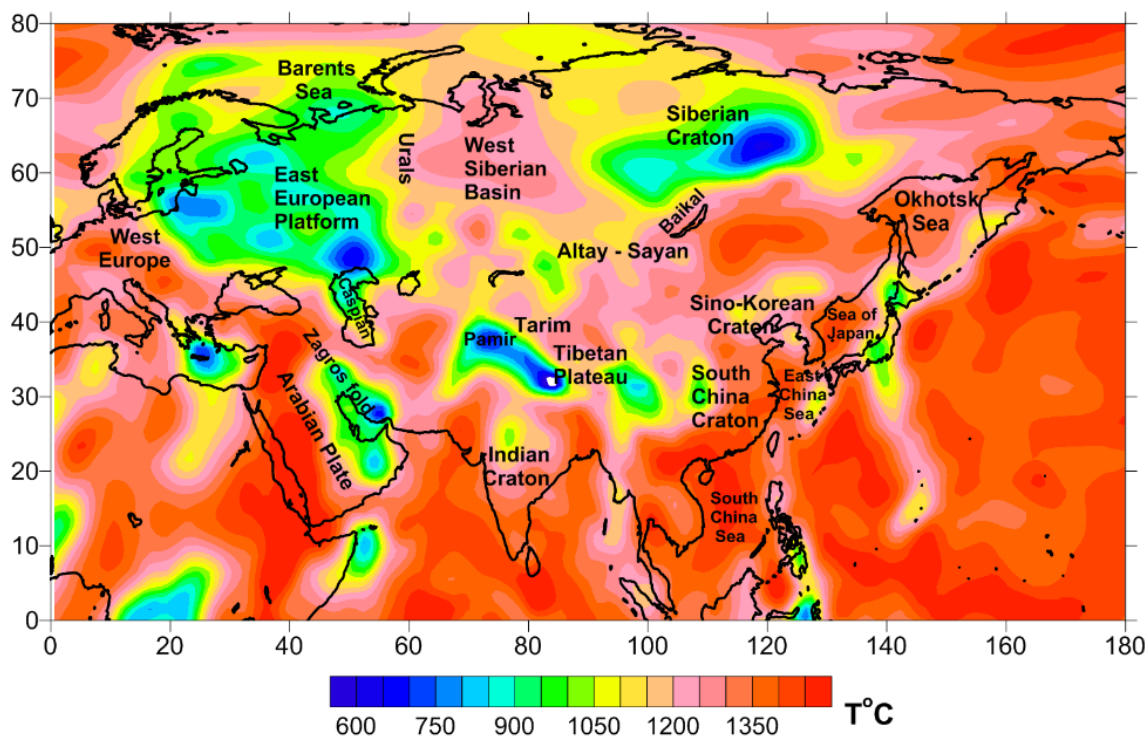 80
70
60
50
40
30
20
10
0
Barents
Sea
Siberian
Craton
Urals
West
Siberian
Basin
East
European
Platform
Baikal
Okhotsk
Sea
West
Europe
Altay - Sayan
Caspian
Sino-Korean
Craton
Sea of
Japan
Pamir
Tarim
Zagros fold
Tibetan
Plateau
South
China
Craton
East
China
Sea
Arabian Plate
Indian
Craton
South
China
Sea
0 20 40 60 80 100 120 140 160 180
600 750 900 1050 1200 1350
T°C